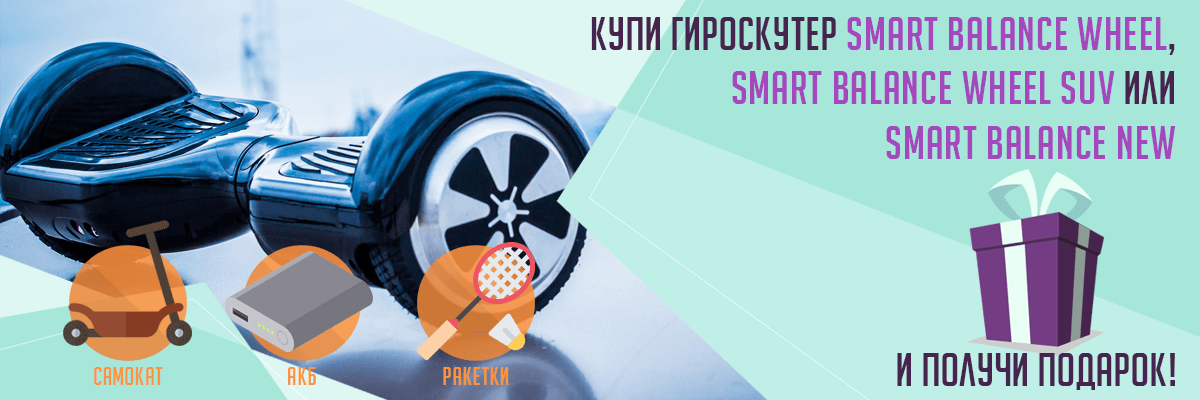 КУПИ ГИРОСКУТЕР SMART BALANCE WHEEL,
SMART BALANCE WHEEL SUV ИЛИ
SMART BALANCE NEW
И ПОЛУЧИ ПОДАРОК!
САМОКАТ
АКБ
РАКЕТКИ